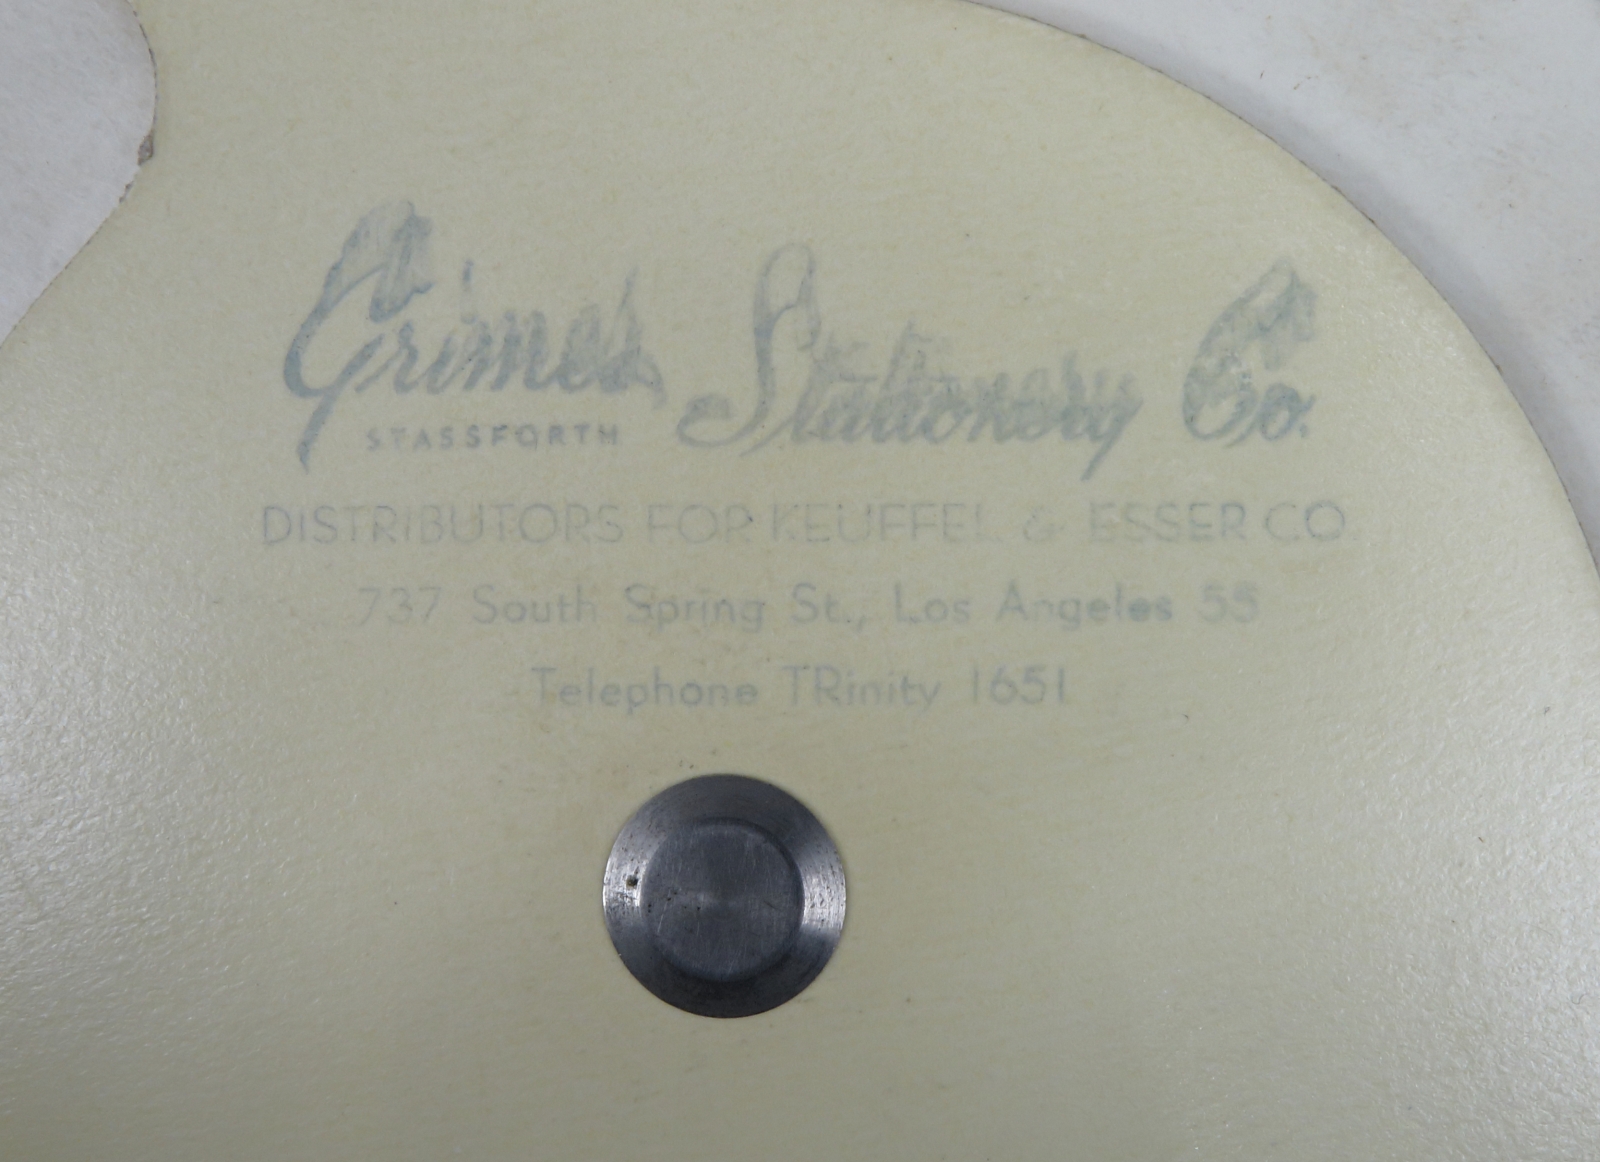 Grimes Stationery Co.
STASSFORTH
DISTRIBUTORS FOR KEUFFEL & ESSER CO.
737 South Spring St., Los Angeles 55
Telephone TRinity 1651